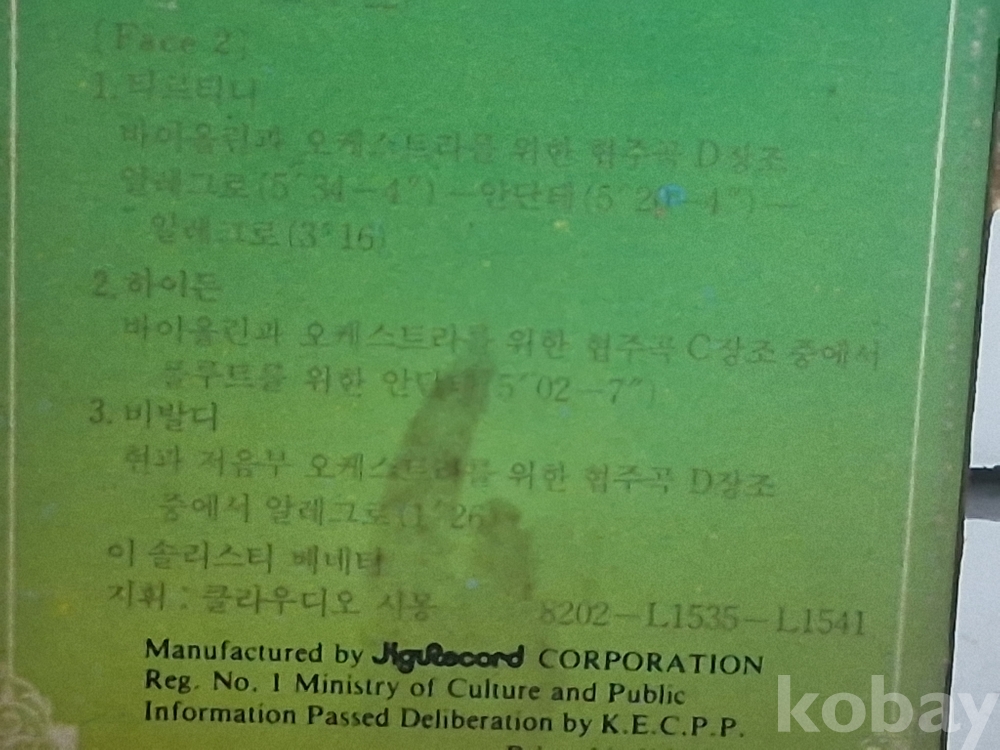 [Face 2]
1. 타르티니
바이올린과 오케스트라를 위한 협주곡 D장조
알레그로(5´34－4˝)－안단테(5´2 －4˝)－
알레그로(3´16)
2. 하이든
바이올린과 오케스트라를 위한 협주곡 C장조 중에서
플루트를 위한 안단테(5´02－7˝)
3. 비발디
현과 저음부 오케스트라를 위한 협주곡 D장조
중에서 알레그로(1´26)
이 솔리스티 베네티
지휘 : 클라우디오 시몽
8202－L1535－L1541
Manufactured by JiguRecord CORPORATION
Reg. No. 1 Ministry of Culture and Public
Information Passed Deliberation by K.E.C.P.P.
kobay